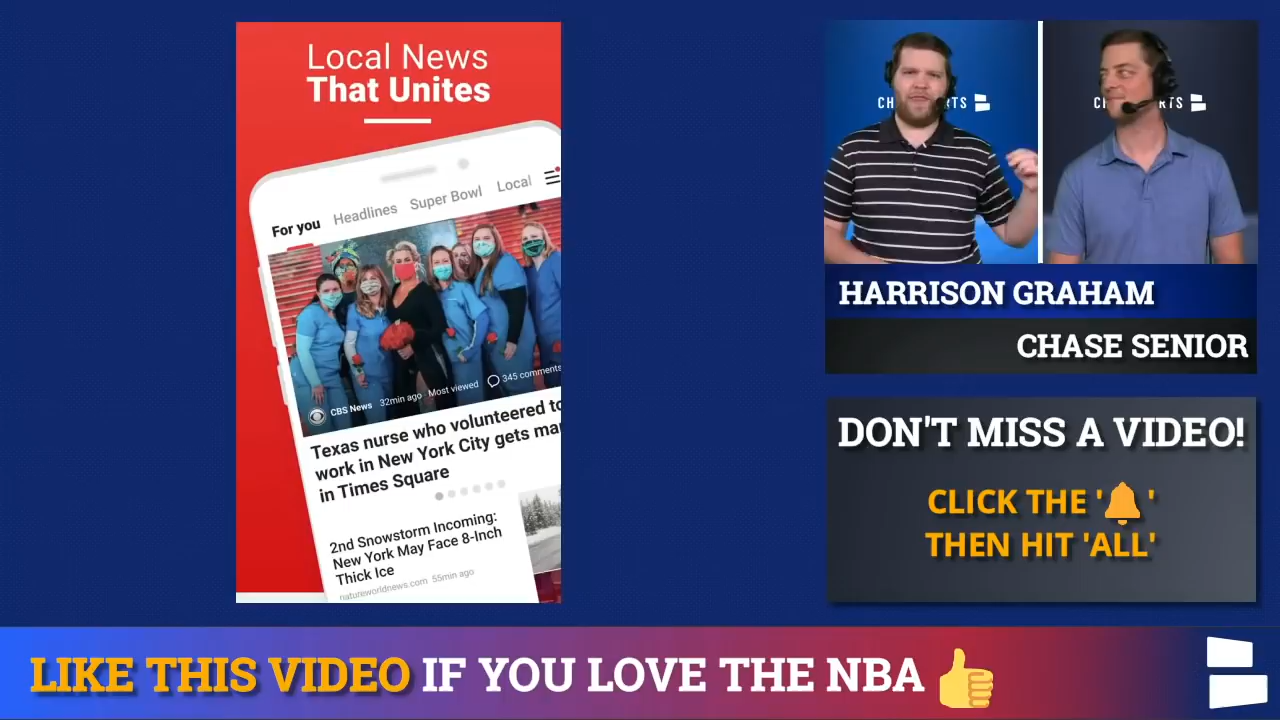 Local News
That Unites
For you Headlines Super Bowl Local
CBS News 32min ago · Most viewed 345 comments
Texas nurse who volunteered to
work in New York City gets mar
in Times Square
2nd Snowstorm Incoming:
New York May Face 8-Inch
Thick Ice
natureworldnews.com 55min ago
HARRISON GRAHAM
CHASE SENIOR
DON'T MISS A VIDEO!
CLICK THE '🔔'
THEN HIT 'ALL'
LIKE THIS VIDEO IF YOU LOVE THE NBA